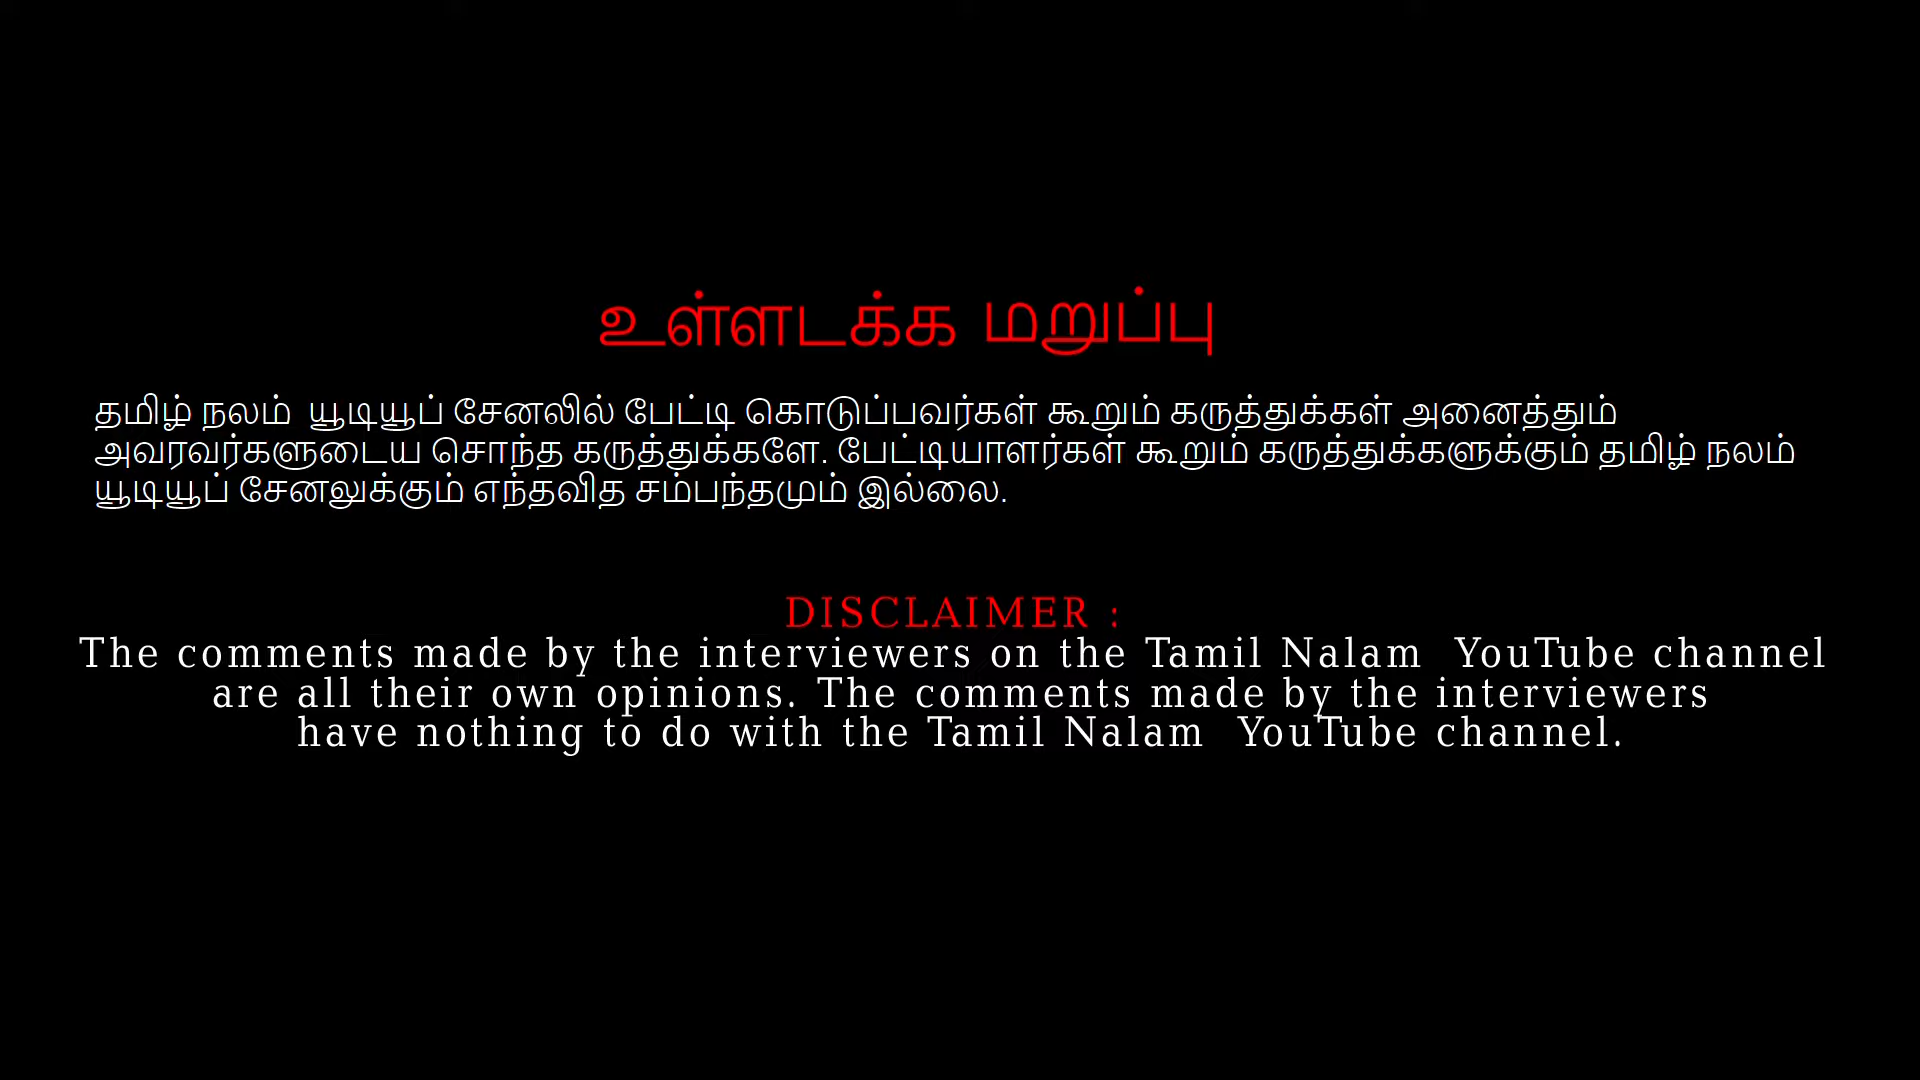 உள்ளடக்க மறுப்பு
தமிழ் நலம் யூடியூப் சேனலில் பேட்டி கொடுப்பவர்கள் கூறும் கருத்துக்கள் அனைத்தும்
அவரவர்களுடைய சொந்த கருத்துக்களே. பேட்டியாளர்கள் கூறும் கருத்துக்களுக்கும் தமிழ் நலம்
யூடியூப் சேனலுக்கும் எந்தவித சம்பந்தமும் இல்லை.
DISCLAIMER :
The comments made by the interviewers on the Tamil Nalam YouTube channel
are all their own opinions. The comments made by the interviewers
have nothing to do with the Tamil Nalam YouTube channel.